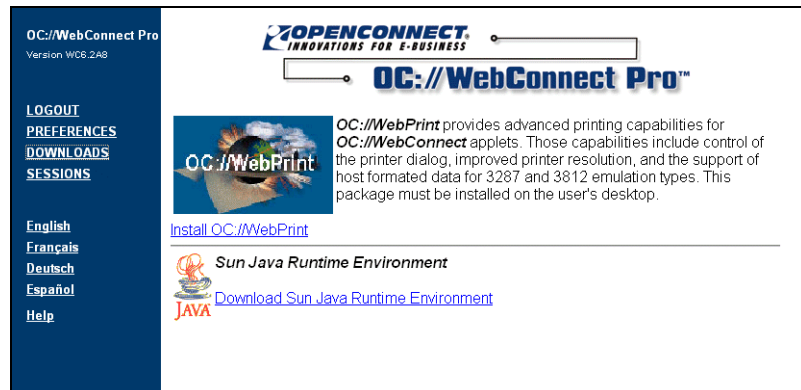 OC://WebConnect Pro
Version WC6.2A8
LOGOUT
PREFERENCES
DOWNLOADS
SESSIONS
English
Français
Deutsch
Español
Help
OPENCONNECT.
INNOVATIONS FOR E-BUSINESS
OC://WebConnect Pro™
OC://WebPrint
OC://WebPrint provides advanced printing capabilities for
OC://WebConnect applets. Those capabilities include control of
the printer dialog, improved printer resolution, and the support of
host formated data for 3287 and 3812 emulation types. This
package must be installed on the user's desktop.
Install OC://WebPrint
Sun Java Runtime Environment
Download Sun Java Runtime Environment
JAVA